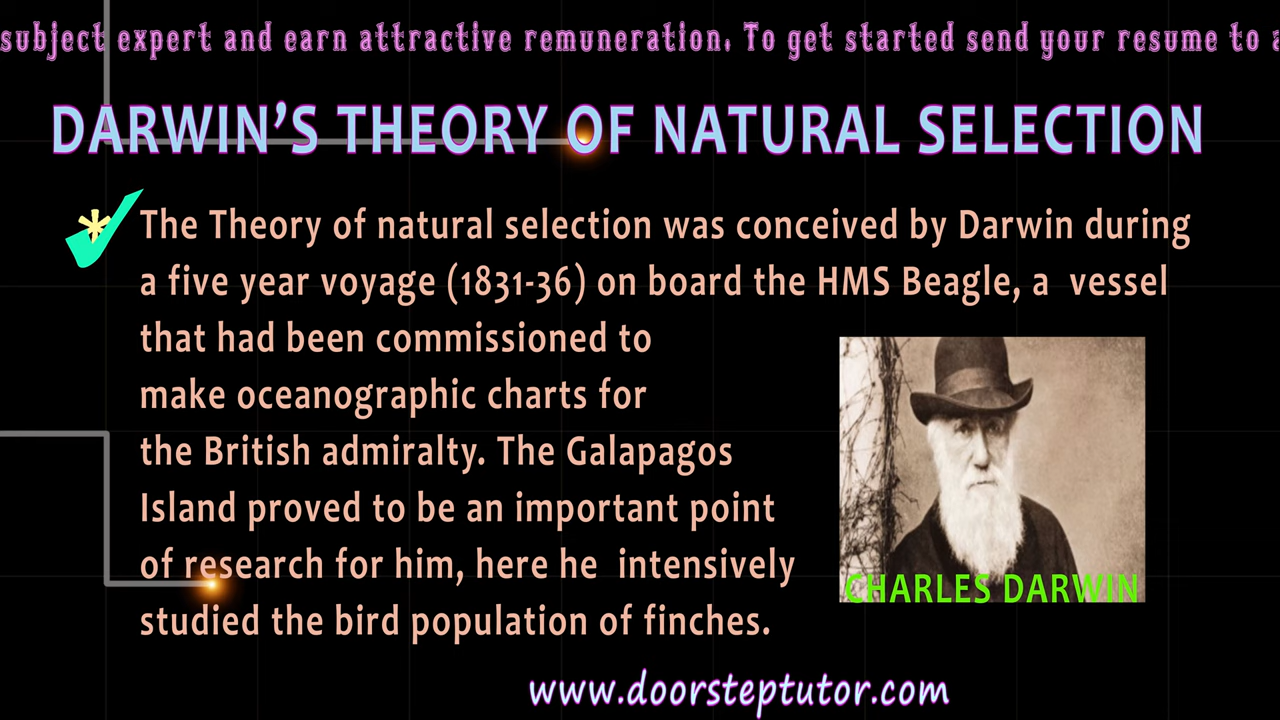 subject expert and earn attractive remuneration. To get started send your resume to
DARWIN'S THEORY OF NATURAL SELECTION
* The Theory of natural selection was conceived by Darwin during
a five year voyage (1831-36) on board the HMS Beagle, a vessel
that had been commissioned to
make oceanographic charts for
the British admiralty. The Galapagos
Island proved to be an important point
of research for him, here he intensively
studied the bird population of finches.
CHARLES DARWIN
www.doorsteptutor.com